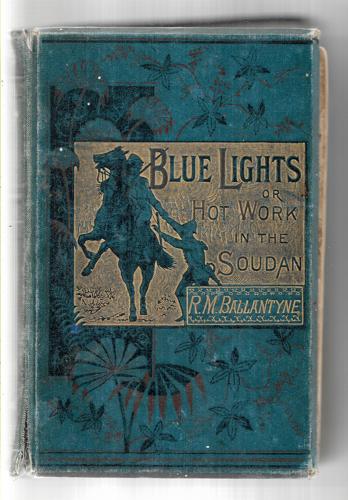 BLUE LIGHTS
OR
HOT WORK
IN THE
SOUDAN
R.M. BALLANTYNE